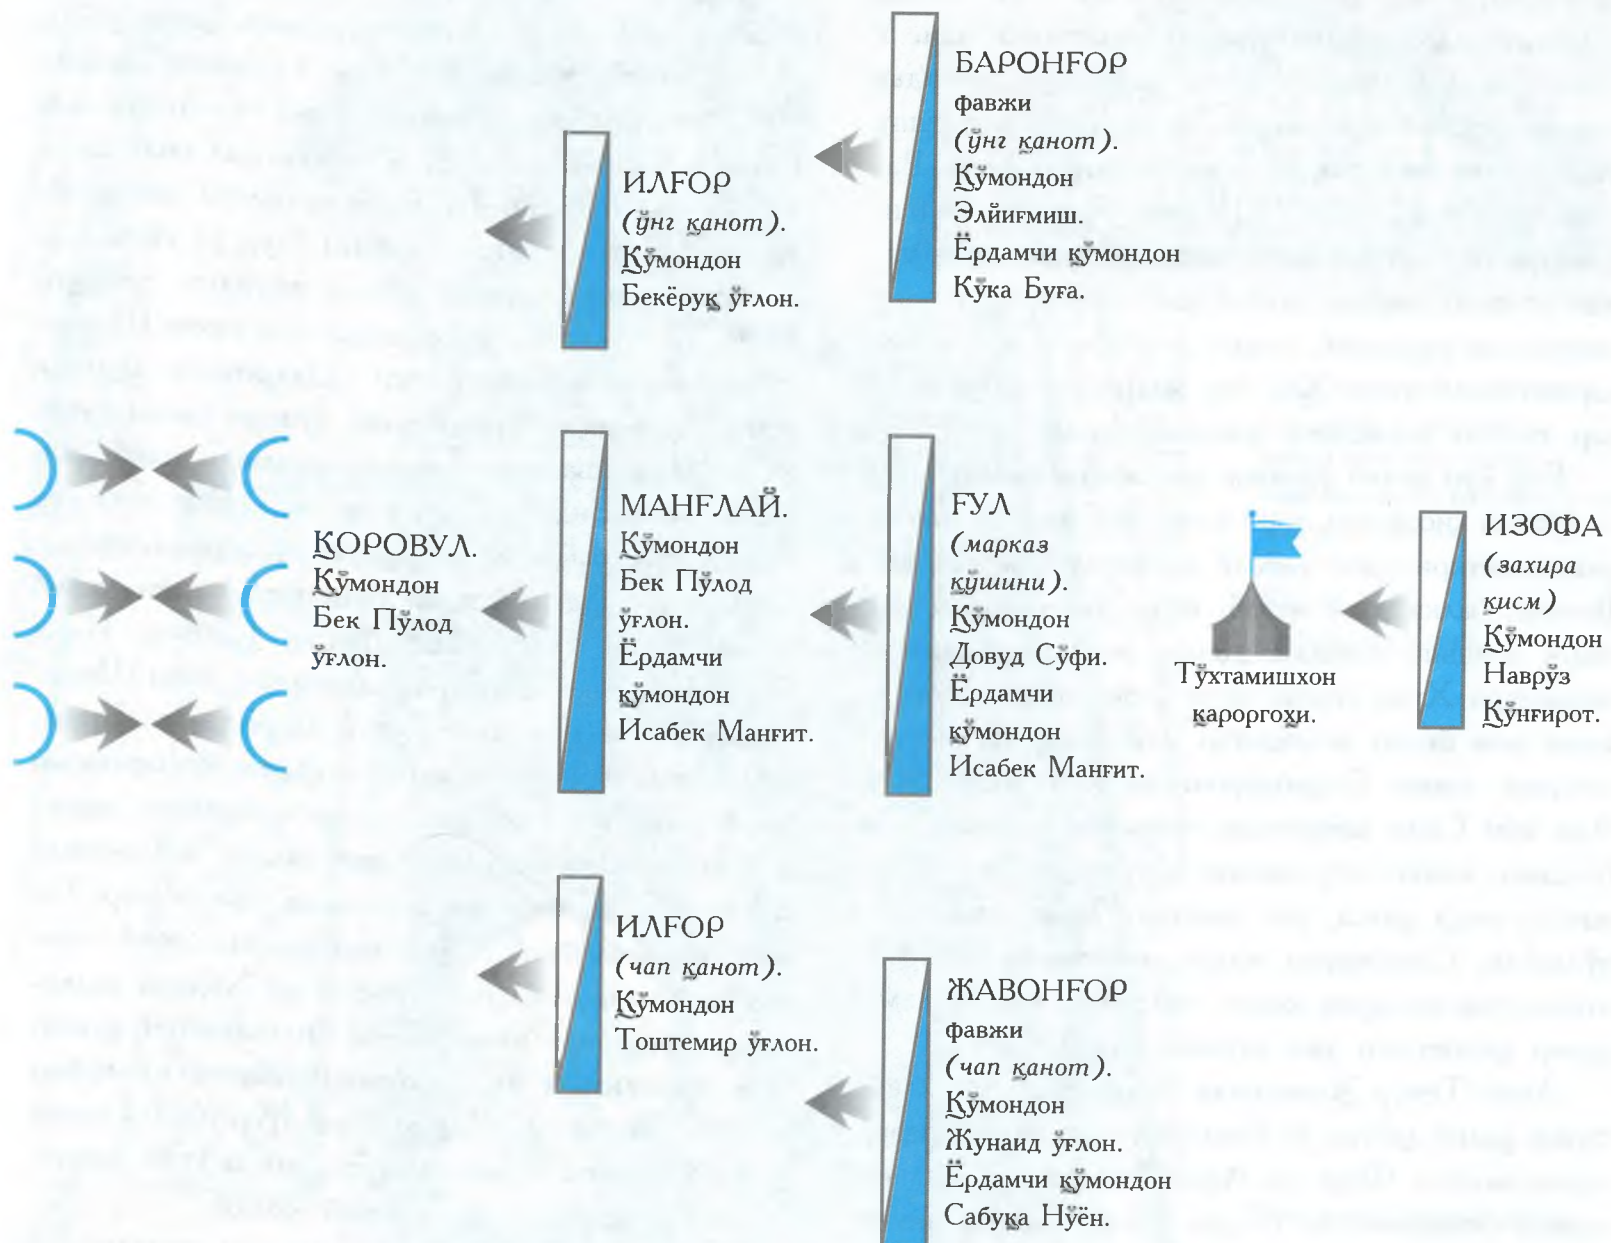 БАРОНҒОР
фавжи
(ўнг қанот).
Қўмондон
Элйиғмиш.
Ёрдамчи қўмондон
Кўка Буға.
ИЛҒОР
(ўнг қанот).
Қўмондон
Бекёруқ ўғлон.
ҚОРОВУЛ.
Қўмондон
Бек Пўлод
ўғлон.
МАНҒЛАЙ.
Қўмондон
Бек Пўлод
ўғлон.
Ёрдамчи
қўмондон
Исабек Манғит.
ҒУЛ
(марказ
қўшини).
Қўмондон
Довуд Сўфи.
Ёрдамчи
қўмондон
Исабек Манғит.
Тўхтамишхон
қароргоҳи.
ИЗОФА
(захира
қисм)
Қўмондон
Наврўз
Қўнғирот.
ИЛҒОР
(чап қанот).
Қўмондон
Тоштемир ўғлон.
ЖАВОНҒОР
фавжи
(чап қанот).
Қўмондон
Жунаид ўғлон.
Ёрдамчи қўмондон
Сабуқа Нўён.